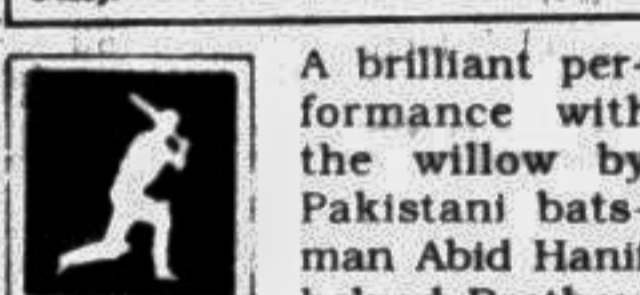 A brilliant per-
formance with
the willow by
Pakistani bats-
man Abid Hanif